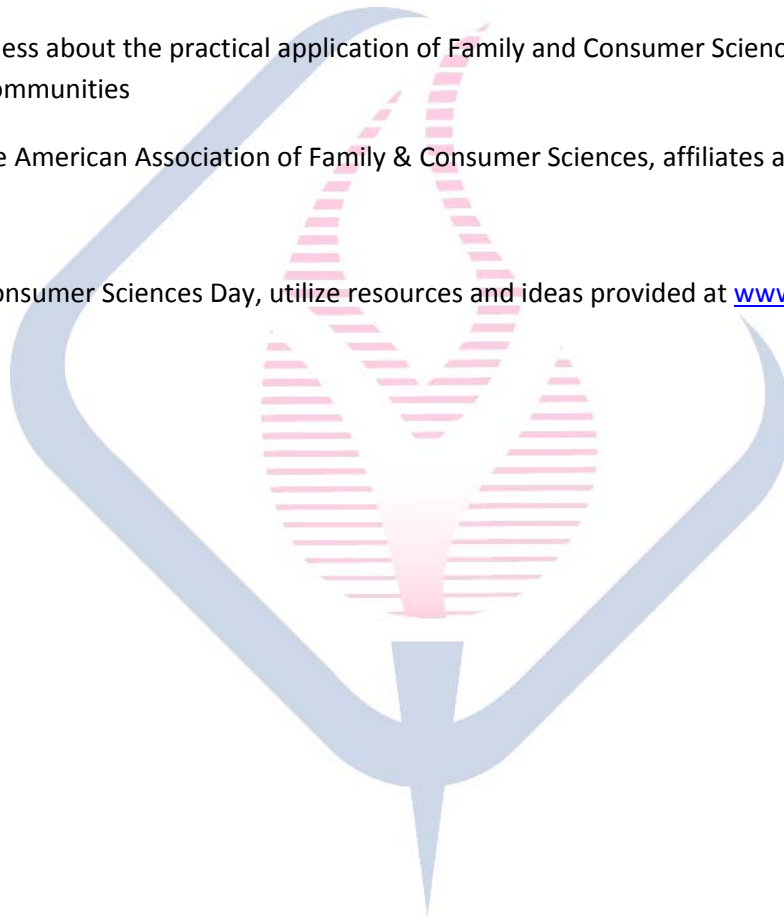 ess about the practical application of Family and Consumer Scienc
ommunities
e American Association of Family & Consumer Sciences, affiliates a
onsumer Sciences Day, utilize resources and ideas provided at www